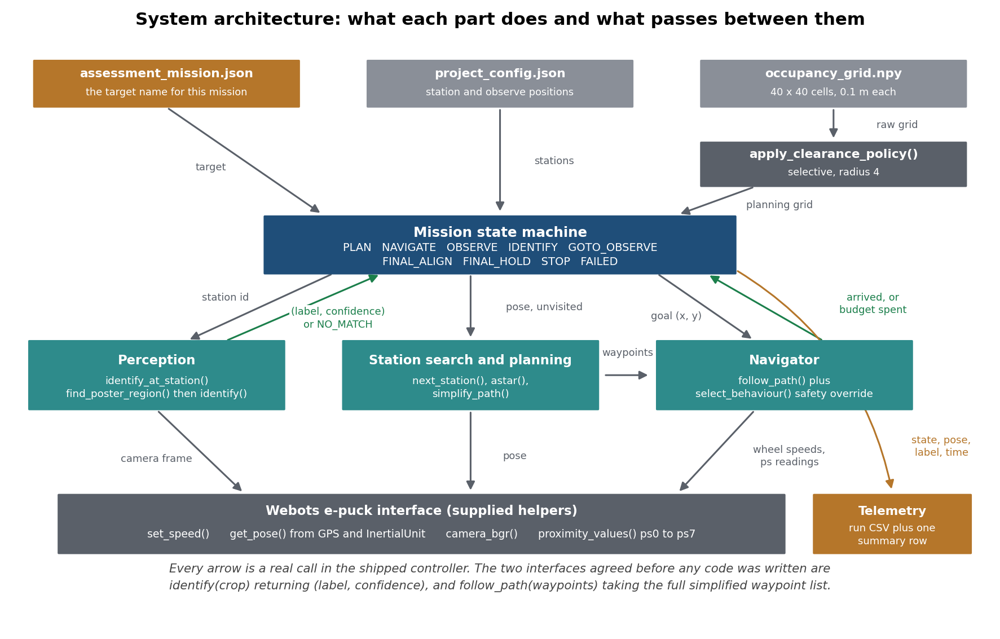 System architecture: what each part does and what passes between them
assessment_mission.json
the target name for this mission
project_config.json
station and observe positions
occupancy_grid.npy
40 x 40 cells, 0.1 m each
raw grid
apply_clearance_policy()
selective, radius 4
target
stations
planning grid
Mission state machine
PLAN NAVIGATE OBSERVE IDENTIFY GOTO_OBSERVE
FINAL_ALIGN FINAL_HOLD STOP FAILED
station id
(label, confidence)
or NO_MATCH
pose, unvisited
goal (x, y)
arrived, or
budget spent
Perception
identify_at_station()
find_poster_region() then identify()
Station search and planning
next_station(), astar(),
simplify_path()
waypoints
Navigator
follow_path() plus
select_behaviour() safety override
camera frame
pose
wheel speeds,
ps readings
state, pose,
label, time
Webots e-puck interface (supplied helpers)
set_speed() get_pose() from GPS and InertialUnit camera_bgr() proximity_values() ps0 to ps7
Telemetry
run CSV plus one
summary row
Every arrow is a real call in the shipped controller. The two interfaces agreed before any code was written are
identify(crop) returning (label, confidence), and follow_path(waypoints) taking the full simplified waypoint list.